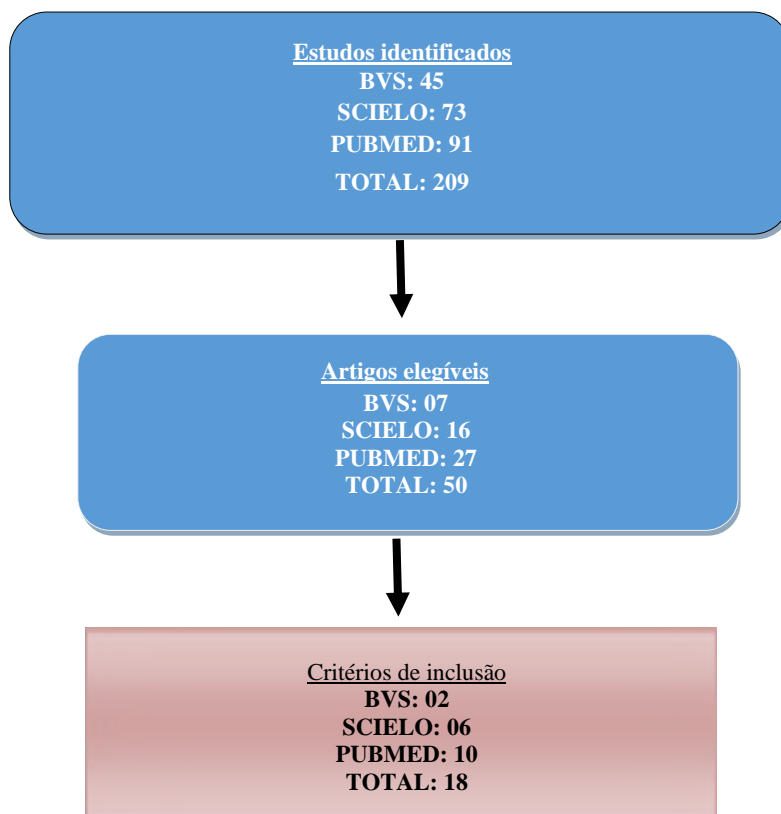 Estudos identificados
BVS: 45
SCIELO: 73
PUBMED: 91
TOTAL: 209
Artigos elegíveis
BVS: 07
SCIELO: 16
PUBMED: 27
TOTAL: 50
Critérios de inclusão
BVS: 02
SCIELO: 06
PUBMED: 10
TOTAL: 18